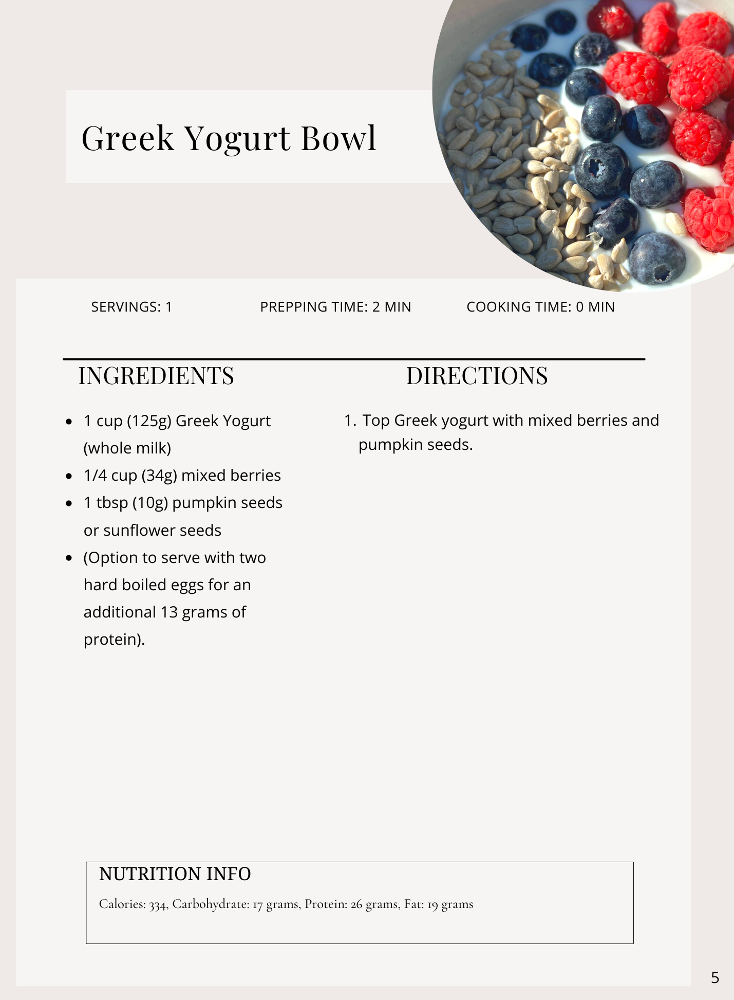 Greek Yogurt Bowl
SERVINGS: 1
PREPPING TIME: 2 MIN
COOKING TIME: 0 MIN
INGREDIENTS
• 1 cup (125g) Greek Yogurt
(whole milk)
• 1/4 cup (34g) mixed berries
• 1 tbsp (10g) pumpkin seeds
or sunflower seeds
• (Option to serve with two
hard boiled eggs for an
additional 13 grams of
protein).
DIRECTIONS
1. Top Greek yogurt with mixed berries and
pumpkin seeds.
NUTRITION INFO
Calories: 334, Carbohydrate: 17 grams, Protein: 26 grams, Fat: 19 grams
5